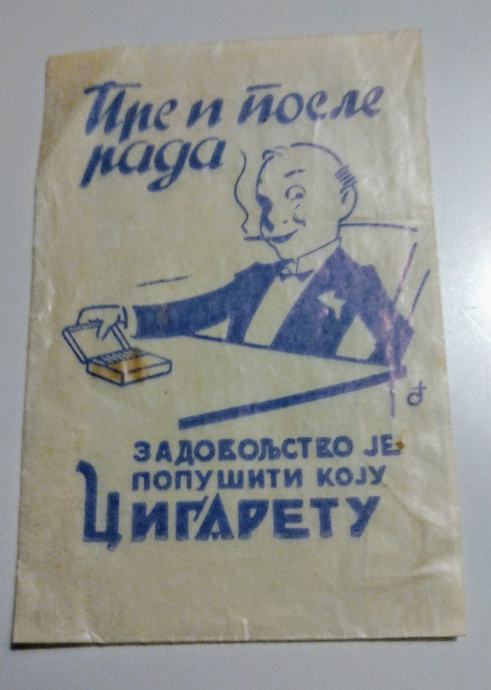 Пре и после
рада
ЗАДОВОЉСТВО ЈЕ
ПОПУШИТИ КОЈУ
ЦИГАРЕТУ